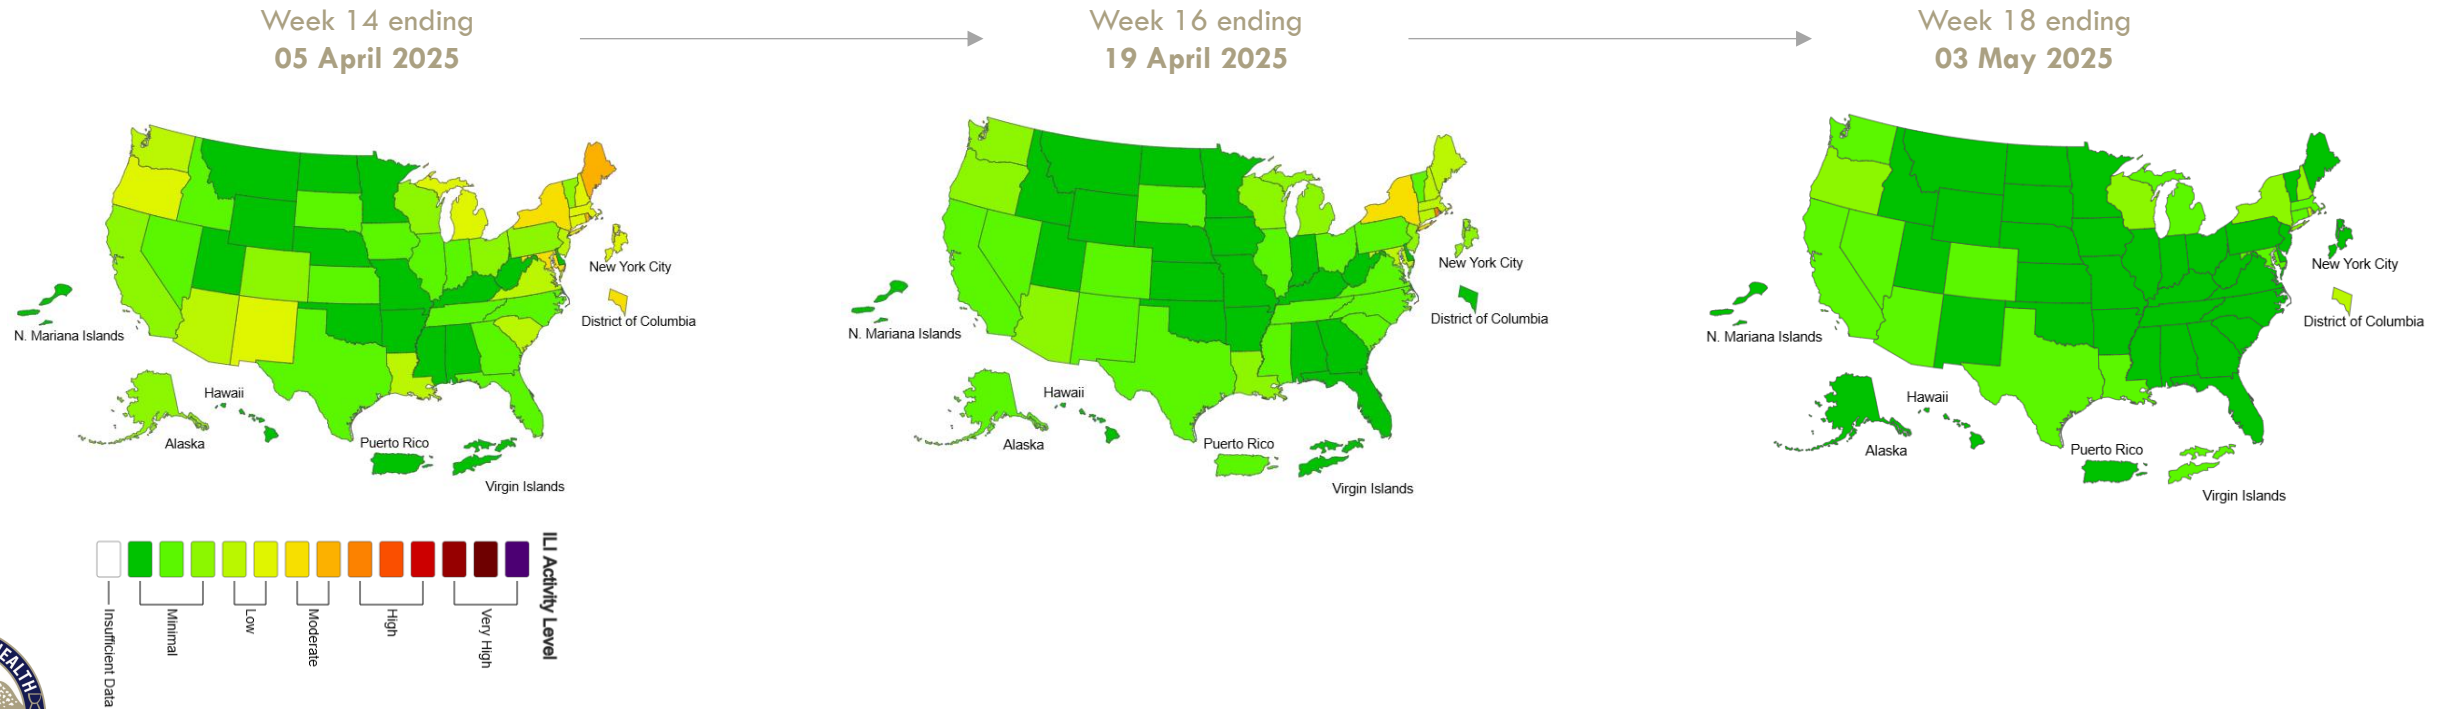 Week 14 ending
05 April 2025
Week 16 ending
19 April 2025
Week 18 ending
03 May 2025
New York City
District of Columbia
N. Mariana Islands
Hawaii
Alaska
Puerto Rico
Virgin Islands
New York City
District of Columbia
N. Mariana Islands
Hawaii
Alaska
Puerto Rico
Virgin Islands
New York City
District of Columbia
N. Mariana Islands
Hawaii
Alaska
Puerto Rico
Virgin Islands
ILI Activity Level
Insufficient Data
Minimal
Low
Moderate
High
Very High